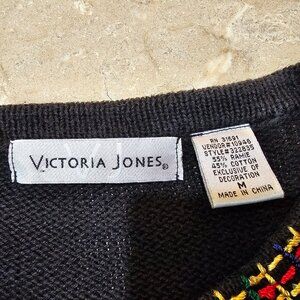 VICTORIA JONES®
RN 31691
VENDOR#10948
STYLE#322835
55% RAMIE
45% COTTON
EXCLUSIVE OF
DECORATION
M
MADE IN CHINA